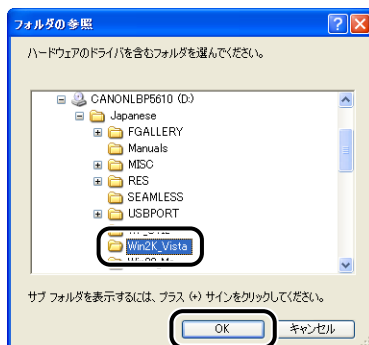 フォルダの参照
ハードウェアのドライバを含むフォルダを選んでください。
CANONLBP5610 (D:)
Japanese
FGALLERY
Manuals
MISC
RES
SEAMLESS
USBPORT
Win2K_Vista
サブ フォルダを表示するには、プラス (+) サインをクリックしてください。
OK
キャンセル